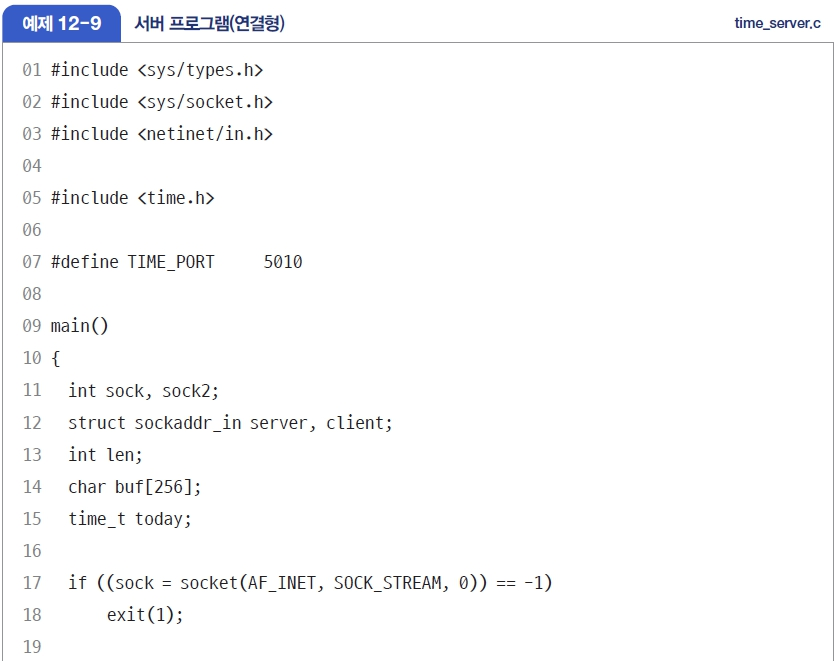 예제 12-9 서버 프로그램(연결형) time_server.c
01 #include <sys/types.h>
02 #include <sys/socket.h>
03 #include <netinet/in.h>
04
05 #include <time.h>
06
07 #define TIME_PORT     5010
08
09 main()
10 {
11   int sock, sock2;
12   struct sockaddr_in server, client;
13   int len;
14   char buf[256];
15   time_t today;
16
17   if ((sock = socket(AF_INET, SOCK_STREAM, 0)) == -1)
18       exit(1);
19